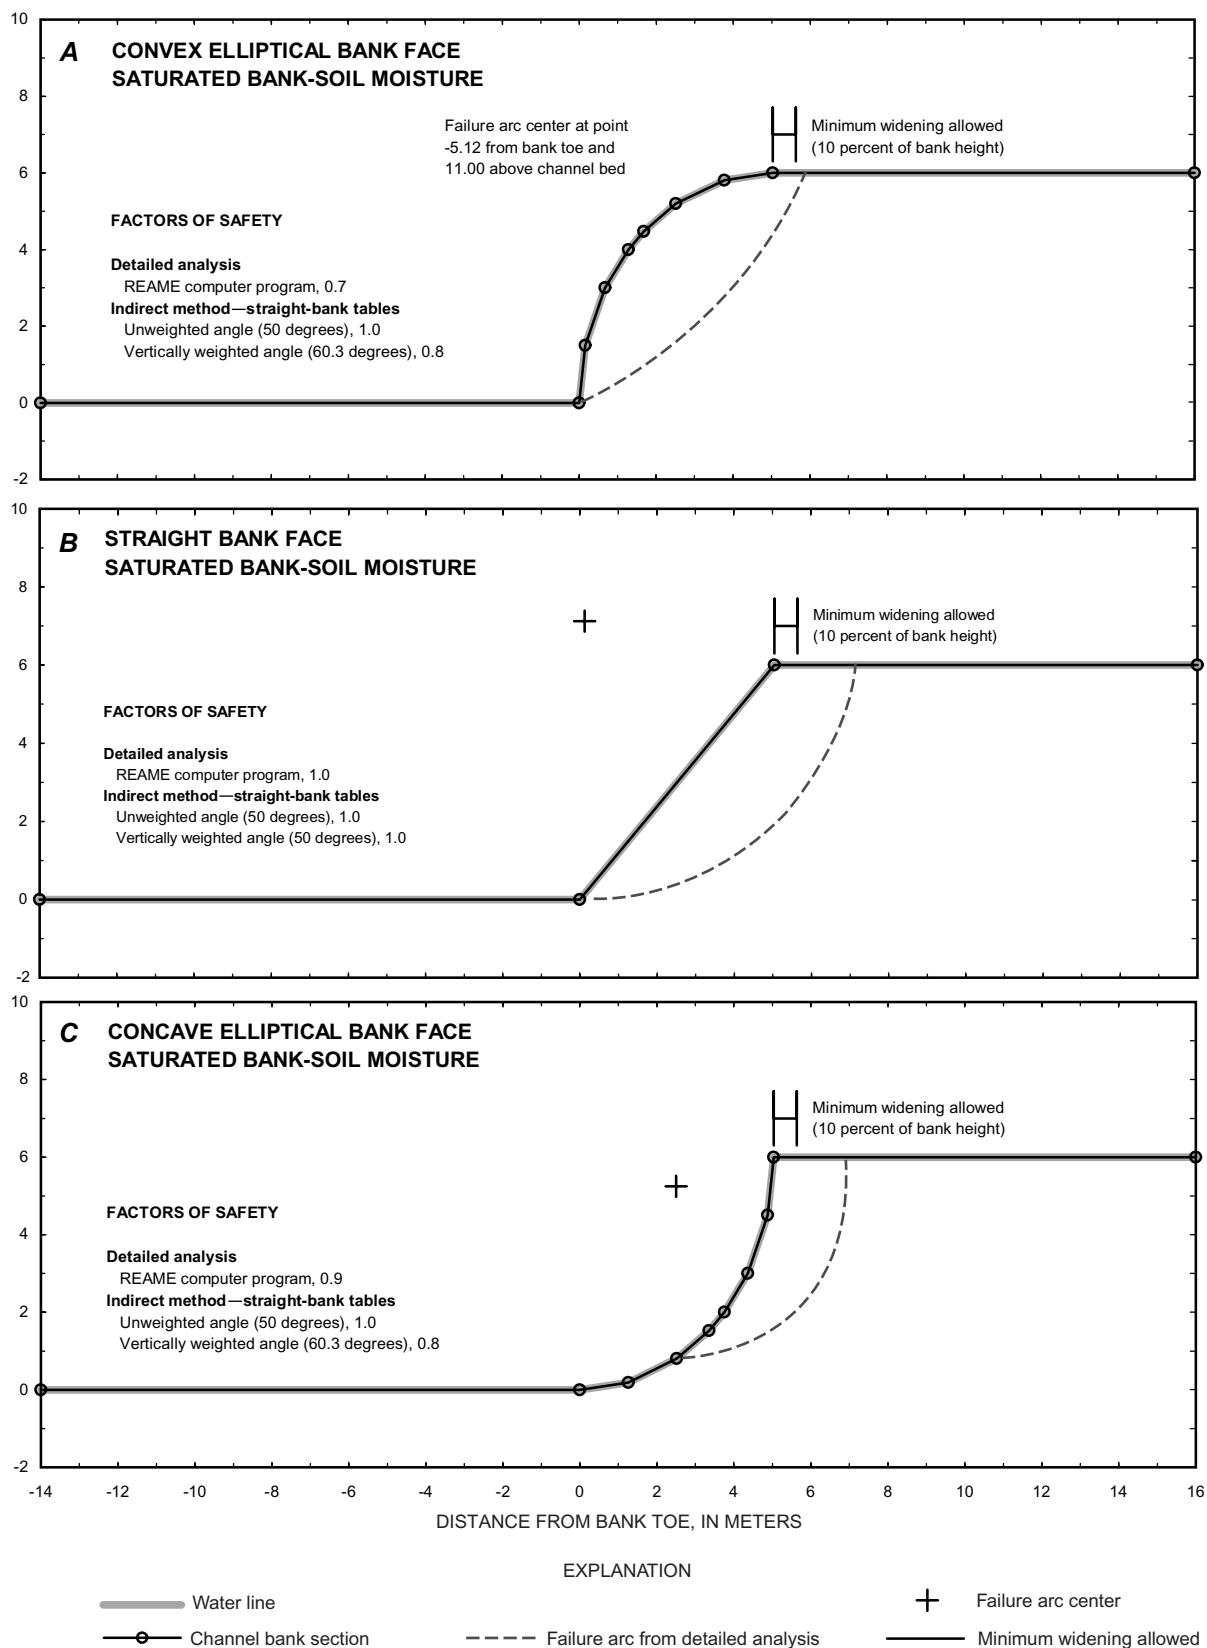 10
A CONVEX ELLIPTICAL BANK FACE
SATURATED BANK-SOIL MOISTURE
8
Failure arc center at point
-5.12 from bank toe and
11.00 above channel bed
Minimum widening allowed
(10 percent of bank height)
6
FACTORS OF SAFETY
4
Detailed analysis
REAME computer program, 0.7
Indirect method—straight-bank tables
2
Unweighted angle (50 degrees), 1.0
Vertically weighted angle (60.3 degrees), 0.8
0
-2
10
B STRAIGHT BANK FACE
SATURATED BANK-SOIL MOISTURE
8
Minimum widening allowed
(10 percent of bank height)
6
FACTORS OF SAFETY
4
Detailed analysis
REAME computer program, 1.0
Indirect method—straight-bank tables
2
Unweighted angle (50 degrees), 1.0
Vertically weighted angle (50 degrees), 1.0
0
-2
10
C CONCAVE ELLIPTICAL BANK FACE
SATURATED BANK-SOIL MOISTURE
8
Minimum widening allowed
(10 percent of bank height)
6
FACTORS OF SAFETY
4
Detailed analysis
REAME computer program, 0.9
Indirect method—straight-bank tables
2
Unweighted angle (50 degrees), 1.0
Vertically weighted angle (60.3 degrees), 0.8
0
-2
-14 -12 -10 -8 -6 -4 -2 0 2 4 6 8 10 12 14 16
DISTANCE FROM BANK TOE, IN METERS
EXPLANATION
Water line
Failure arc center
Channel bank section
Failure arc from detailed analysis
Minimum widening allowed